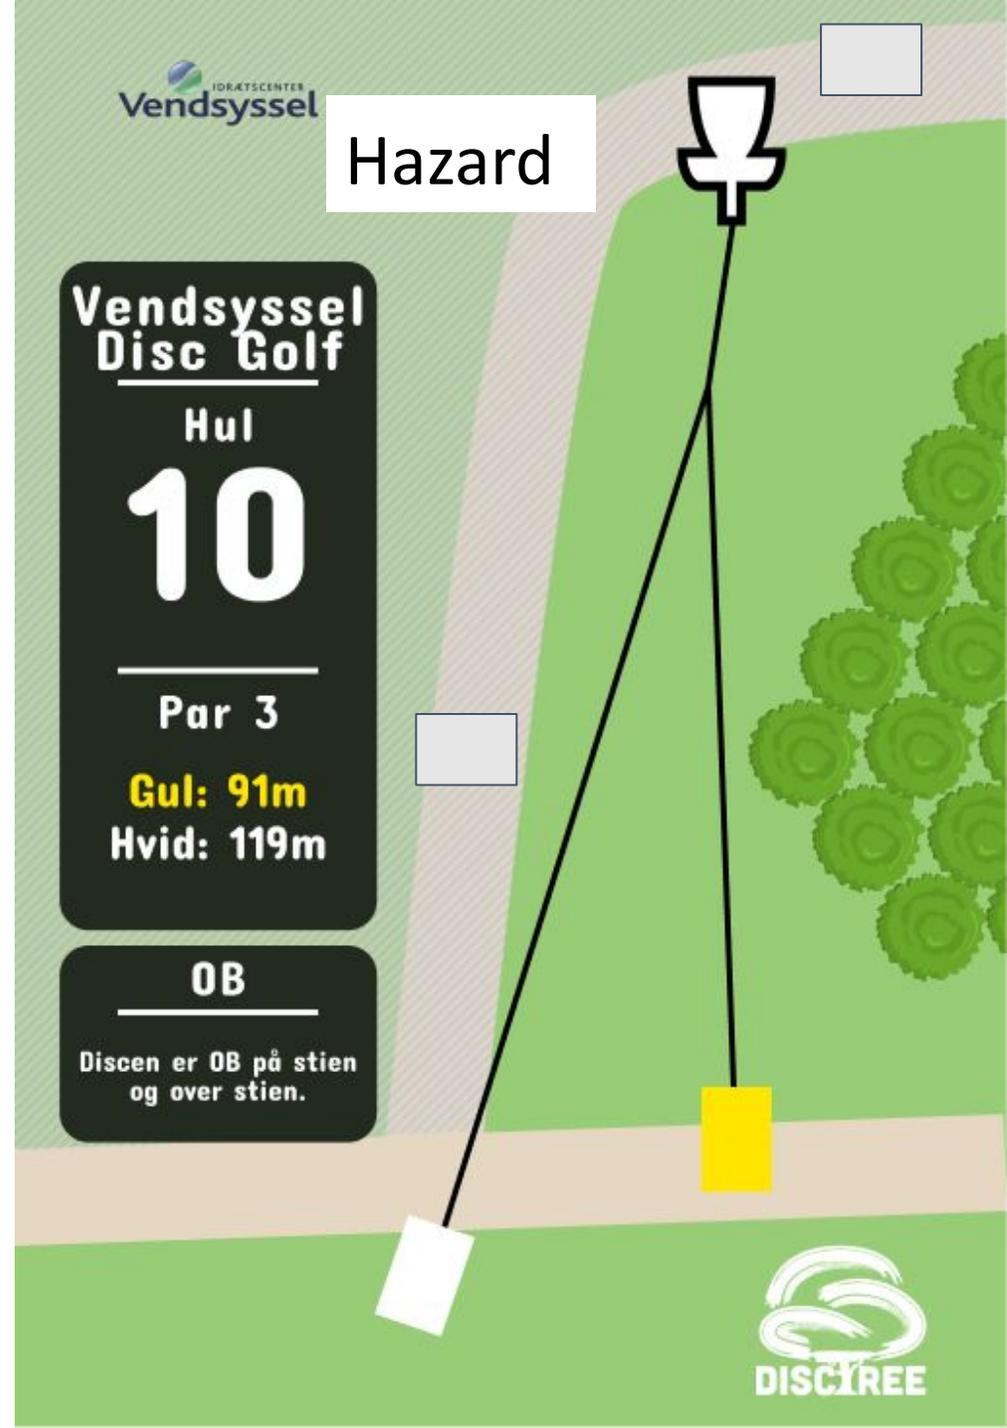 IDRÆTSCENTER
Vendsyssel
Hazard
Vendsyssel
Disc Golf
Hul
10
Par 3
Gul: 91m
Hvid: 119m
OB
Discen er OB på stien
og over stien.
DISCTREE